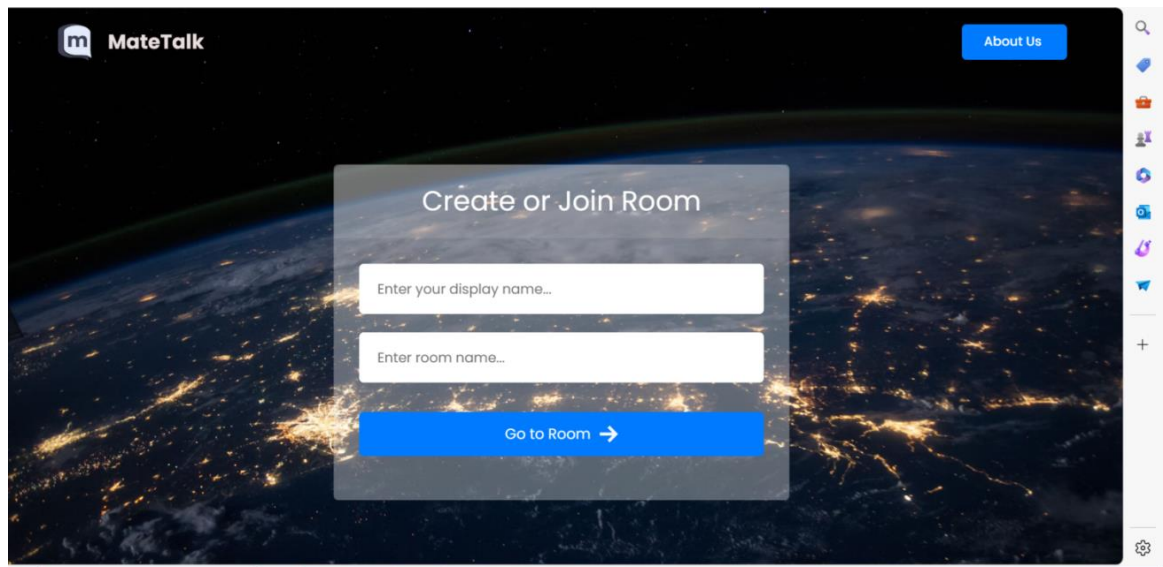 m MateTalk
About Us
Create or Join Room
Enter your display name...
Enter room name...
Go to Room →